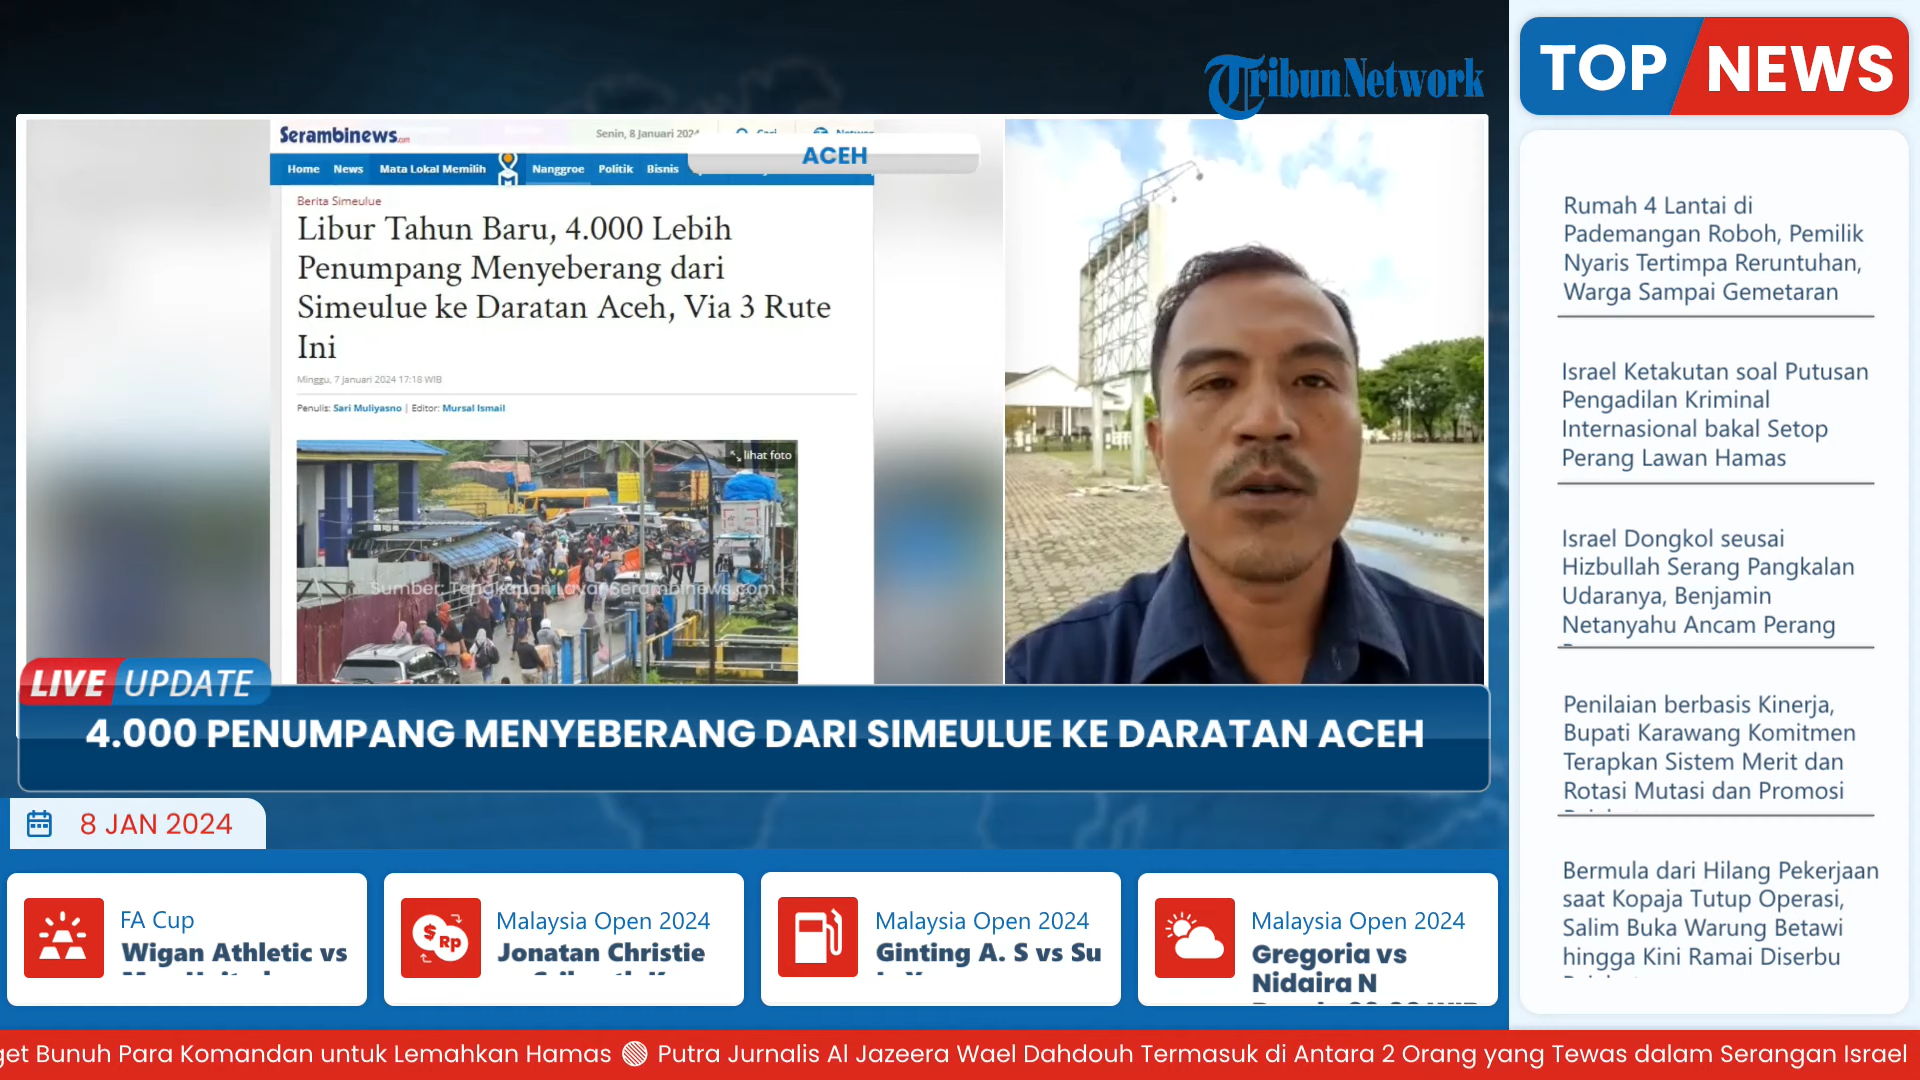 TribunNetwork
TOP NEWS
Serambinews.com
Senin, 8 Januari 2024
Cari
ACEH
Home News Mata Lokal Memilih Nanggroe Politik Bisnis
Berita Simeulue
Libur Tahun Baru, 4.000 Lebih
Penumpang Menyeberang dari
Simeulue ke Daratan Aceh, Via 3 Rute
Ini
Minggu, 7 Januari 2024 17:18 WIB
Penulis: Sari Muliyasno | Editor: Mursal Ismail
lihat foto
Sumber: Tangkapan Layar Serambinews.com
LIVE UPDATE
4.000 PENUMPANG MENYEBERANG DARI SIMEULUE KE DARATAN ACEH
8 JAN 2024
Rumah 4 Lantai di
Pademangan Roboh, Pemilik
Nyaris Tertimpa Reruntuhan,
Warga Sampai Gemetaran
Israel Ketakutan soal Putusan
Pengadilan Kriminal
Internasional bakal Setop
Perang Lawan Hamas
Israel Dongkol seusai
Hizbullah Serang Pangkalan
Udaranya, Benjamin
Netanyahu Ancam Perang
Penilaian berbasis Kinerja,
Bupati Karawang Komitmen
Terapkan Sistem Merit dan
Rotasi Mutasi dan Promosi
Bermula dari Hilang Pekerjaan
saat Kopaja Tutup Operasi,
Salim Buka Warung Betawi
hingga Kini Ramai Diserbu
FA Cup
Wigan Athletic vs
$ Rp
Malaysia Open 2024
Jonatan Christie
Malaysia Open 2024
Ginting A. S vs Su
Malaysia Open 2024
Gregoria vs
Nidaira N
get Bunuh Para Komandan untuk Lemahkan Hamas Putra Jurnalis Al Jazeera Wael Dahdouh Termasuk di Antara 2 Orang yang Tewas dalam Serangan Israel